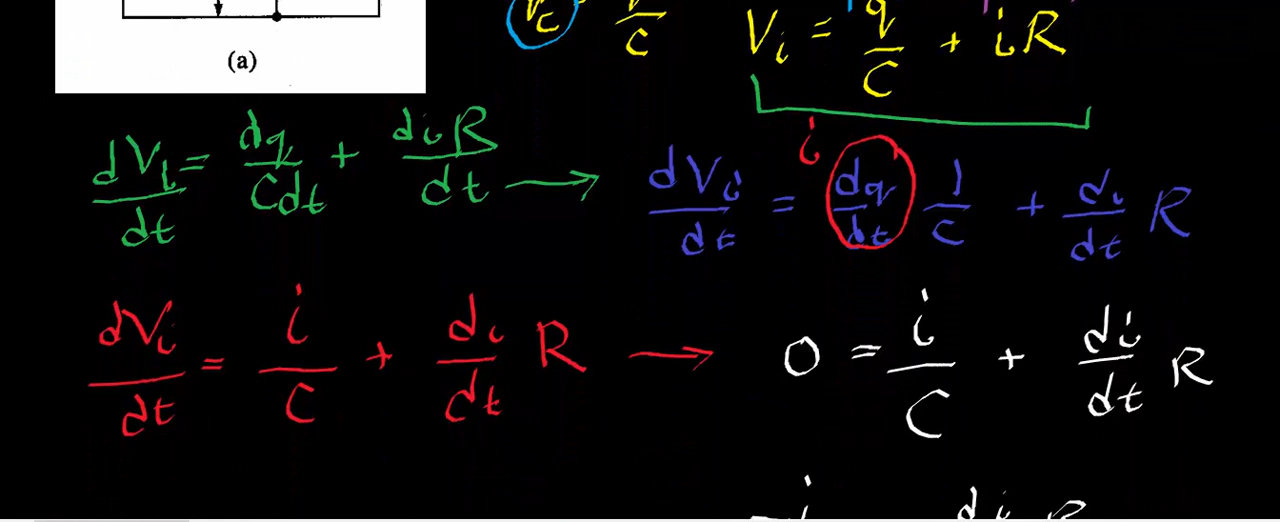 (a)
v_c = q/C    V_i = q/C + iR
dV_i/dt = dq/Cdt + diR/dt → dV_i/dt = i dq/dt 1/C + di/dt R
dV_i/dt = i/C + di/dt R → 0 = i/C + di/dt R